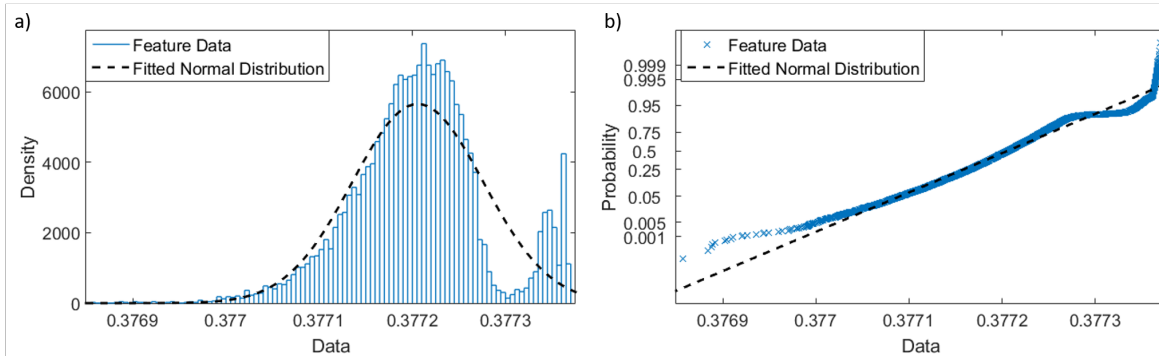 a)
Feature Data
Fitted Normal Distribution
6000
4000
2000
0
Density
0.3769
0.377
0.3771
0.3772
0.3773
Data
b)
Feature Data
Fitted Normal Distribution
0.999
0.995
0.95
0.75
0.5
0.25
0.05
0.005
0.001
Probability
0.3769
0.377
0.3771
0.3772
0.3773
Data